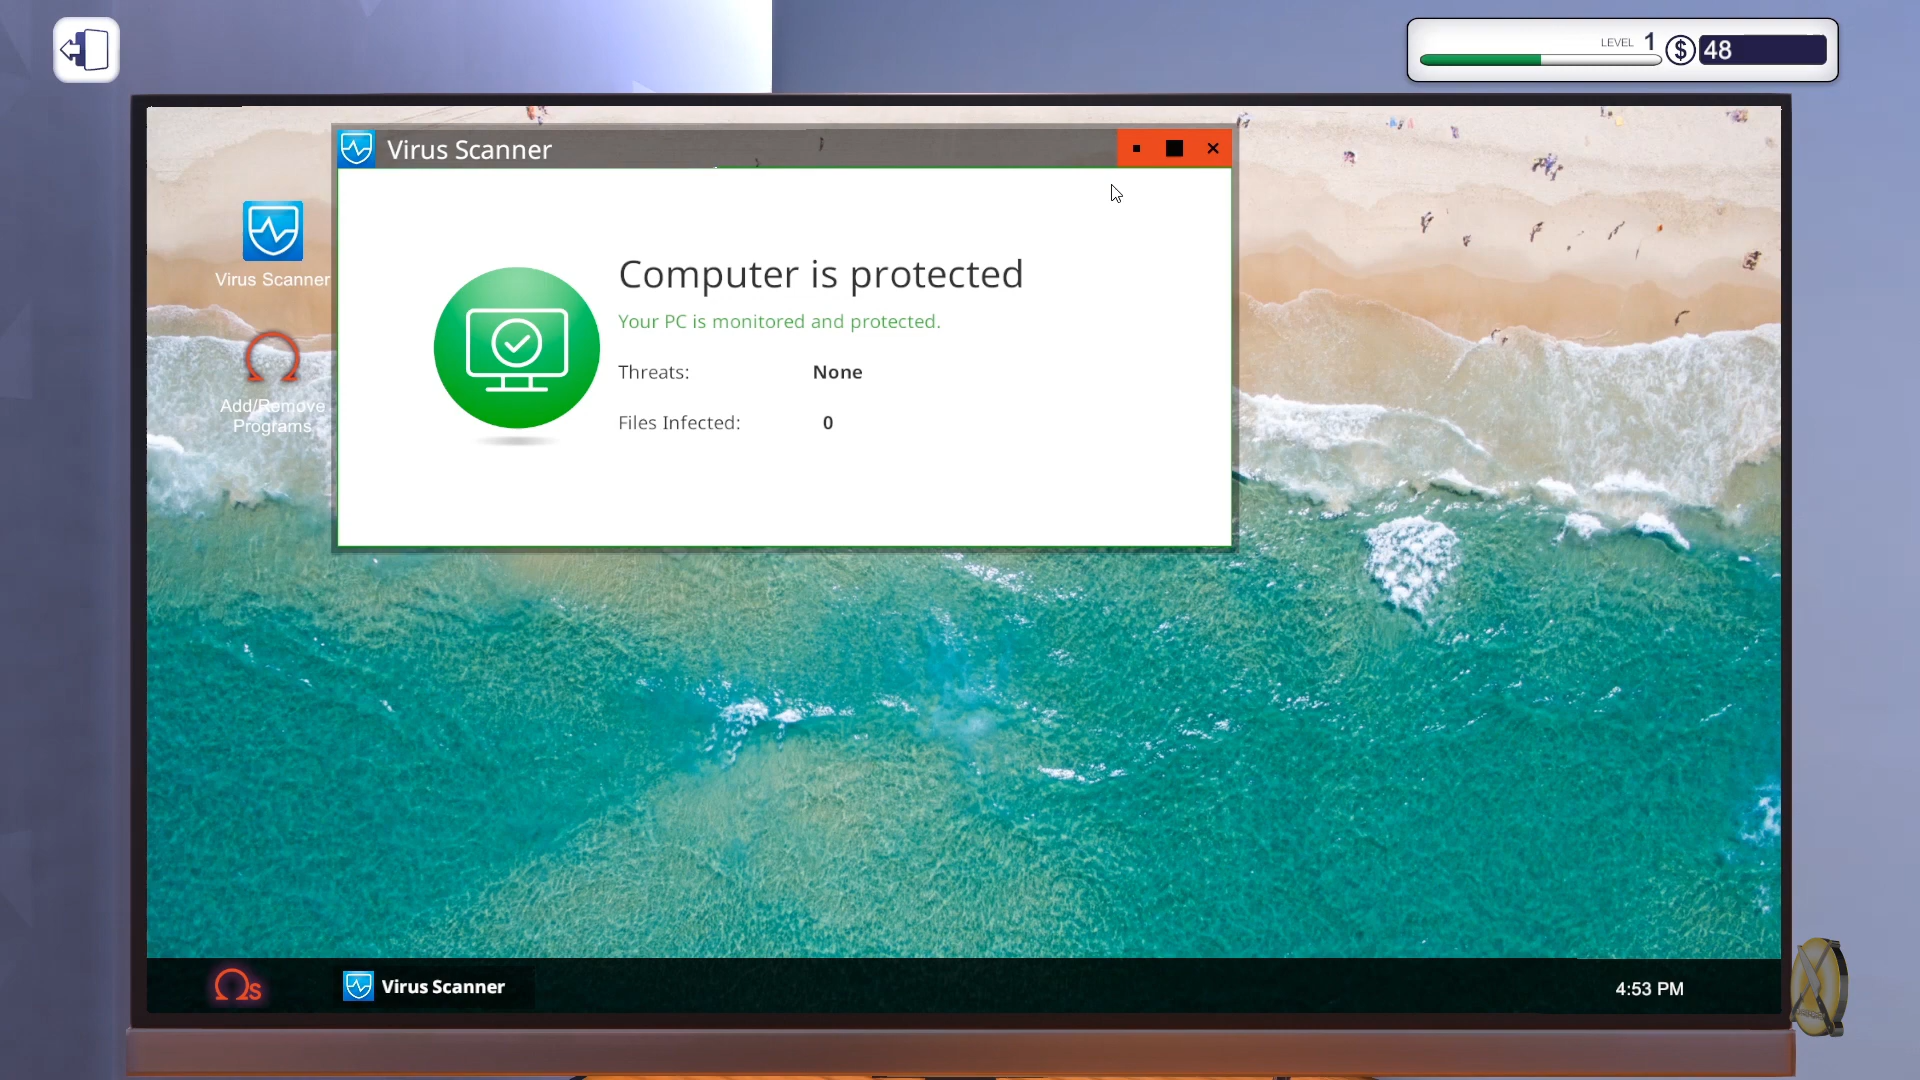 LEVEL 1
$ 48
Virus Scanner
Virus Scanner
Computer is protected
Your PC is monitored and protected.
Threats: None
Files Infected: 0
Add/Remove
Programs
Ωs
Virus Scanner
4:53 PM